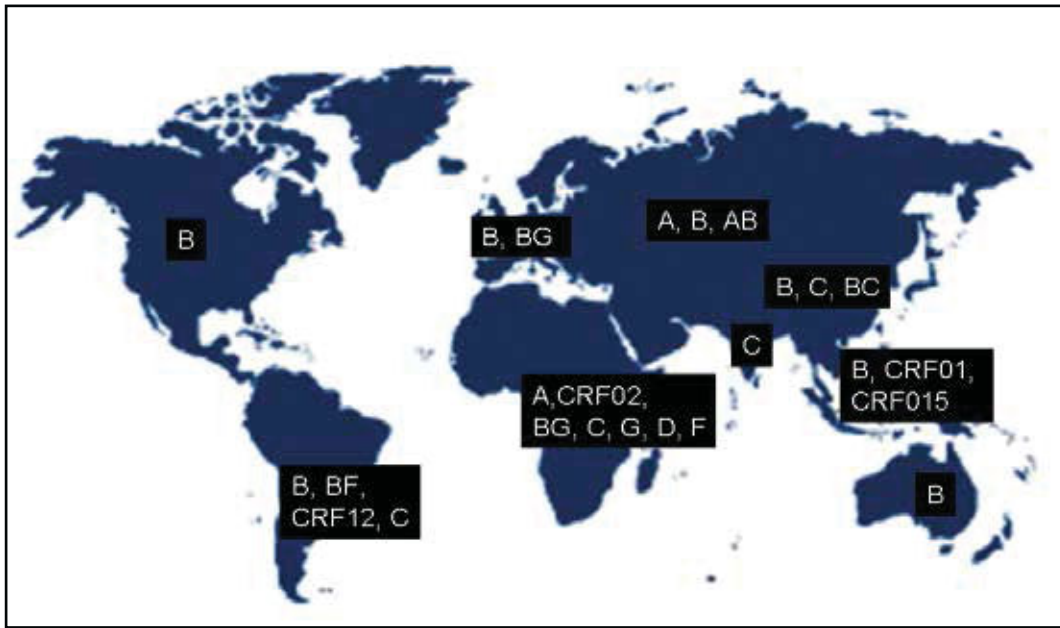 B
B, BG
A, B, AB
B, C, BC
C
B, CRF01,
CRF015
A,CRF02,
BG, C, G, D, F
B, BF,
CRF12, C
B